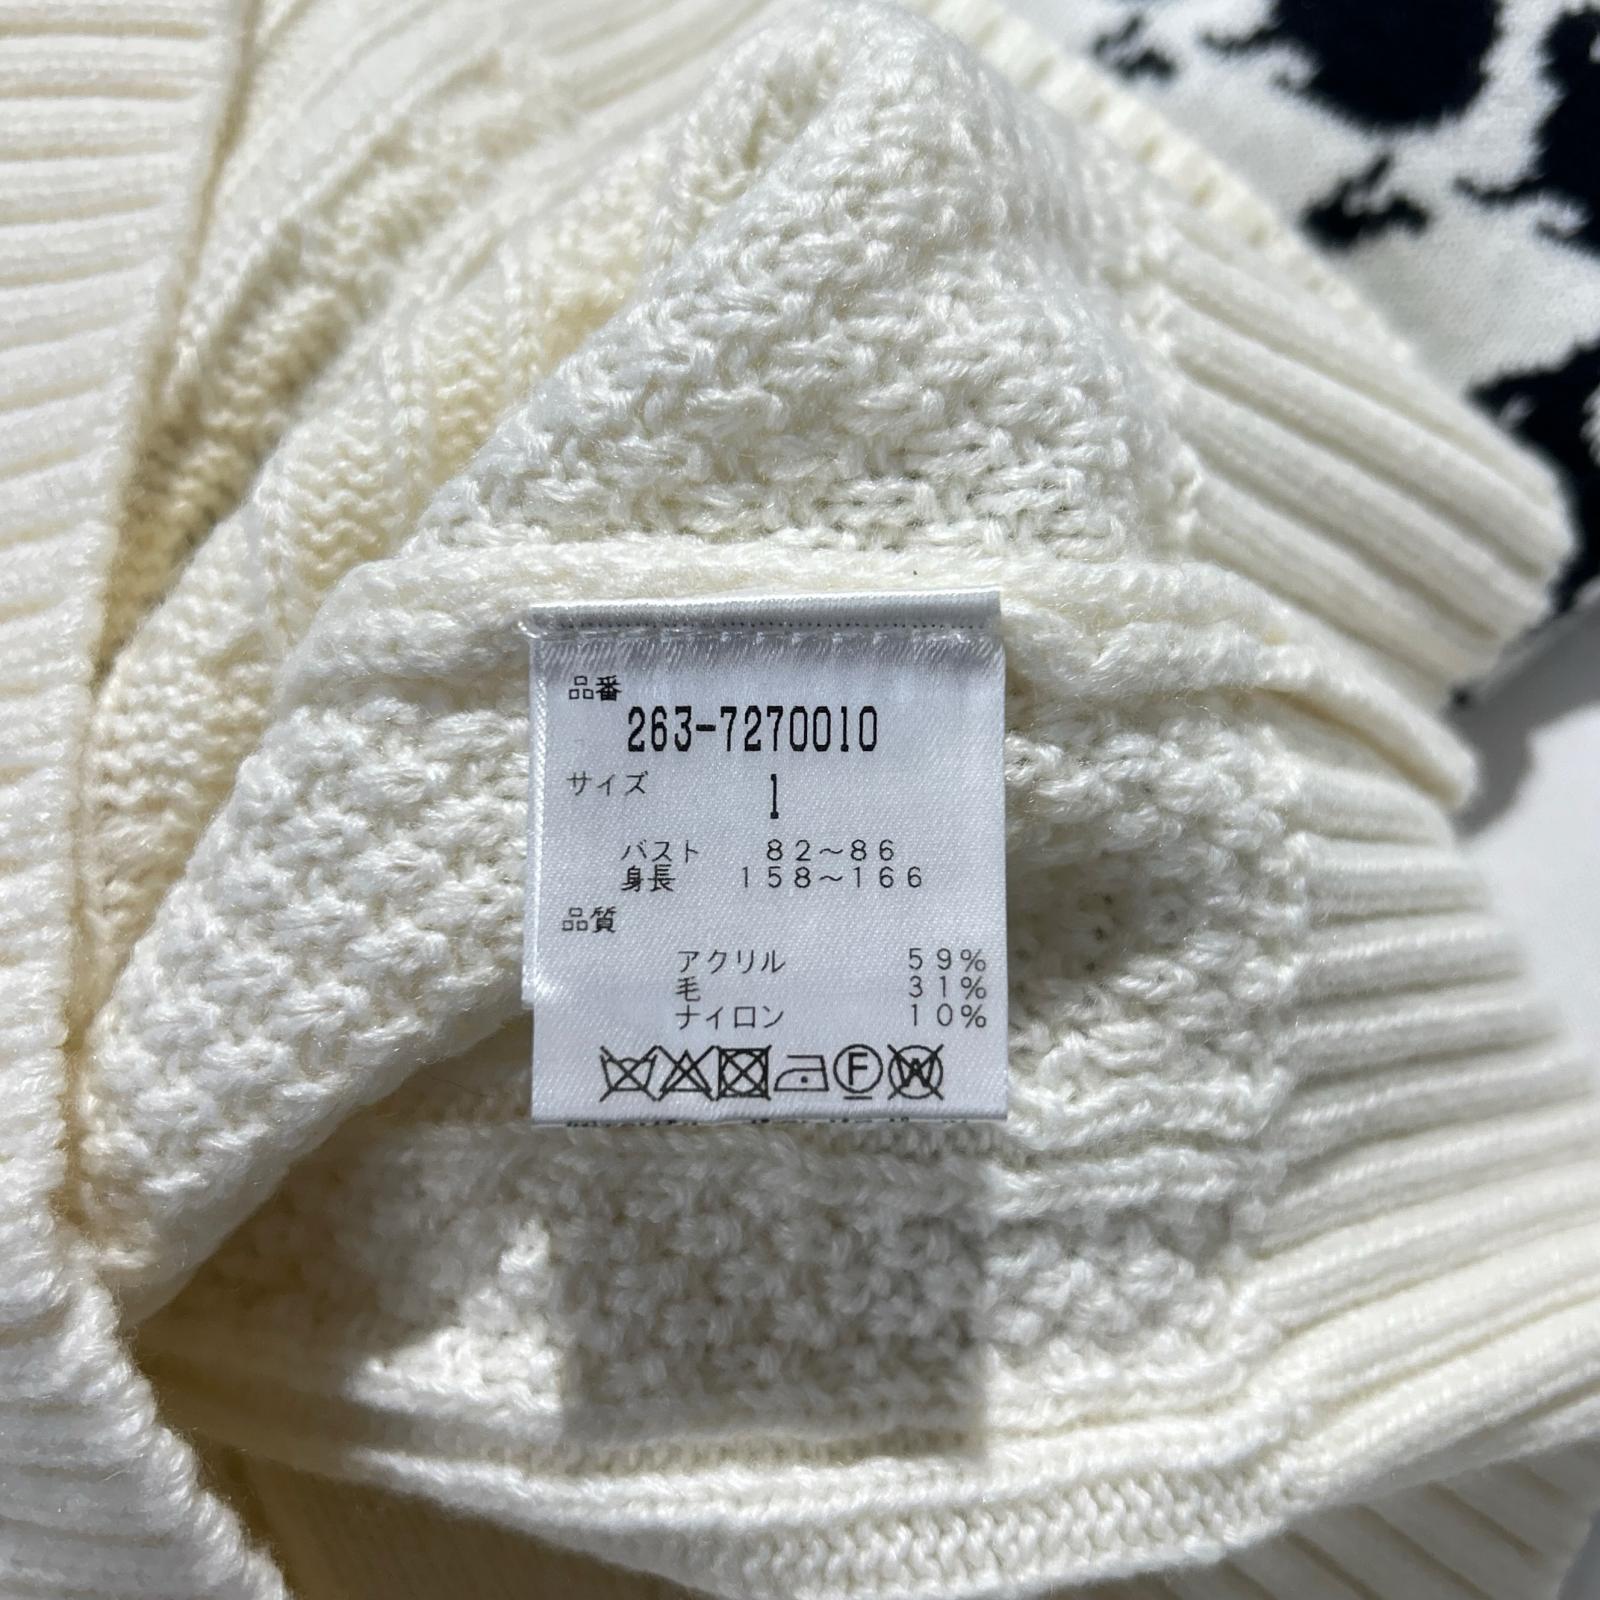 品番
263-7270010
サイズ 1
バスト 82～86
身長 158～166
品質
アクリル 59%
毛 31%
ナイロン 10%
F W